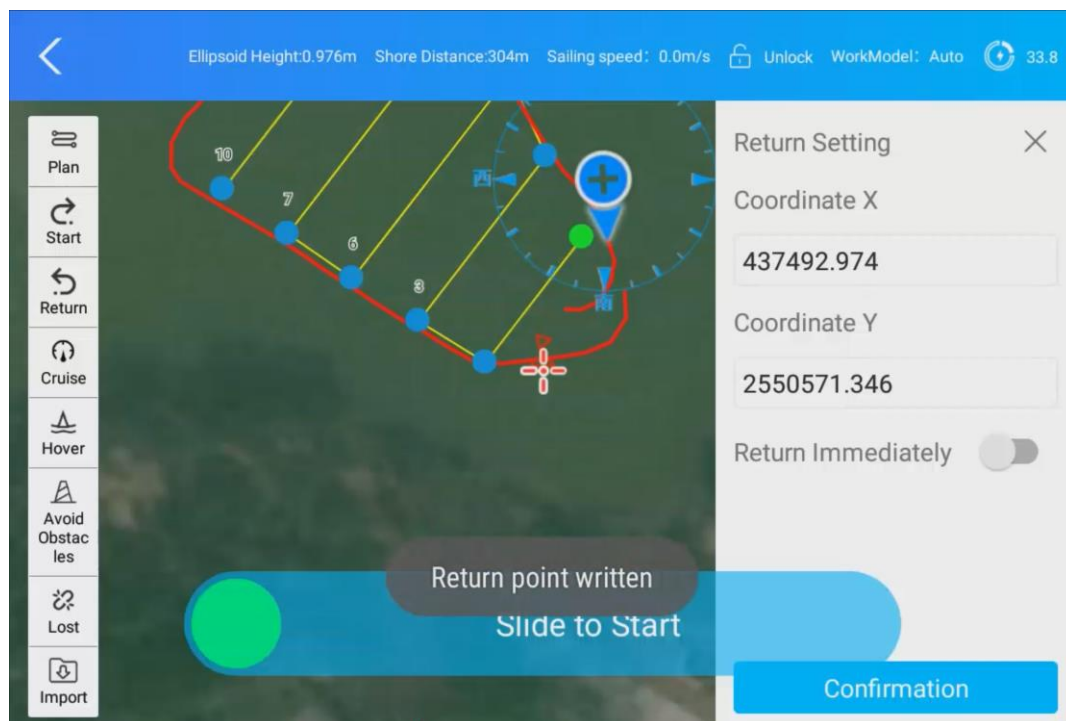 Ellipsoid Height:0.976m Shore Distance:304m Sailing speed: 0.0m/s Unlock WorkModel: Auto 33.8
Plan
Start
Return
Cruise
Hover
Avoid
Obstac
les
Lost
Import
10
7
6
3
西
南
Return point written
Slide to Start
Return Setting
Coordinate X
437492.974
Coordinate Y
2550571.346
Return Immediately
Confirmation